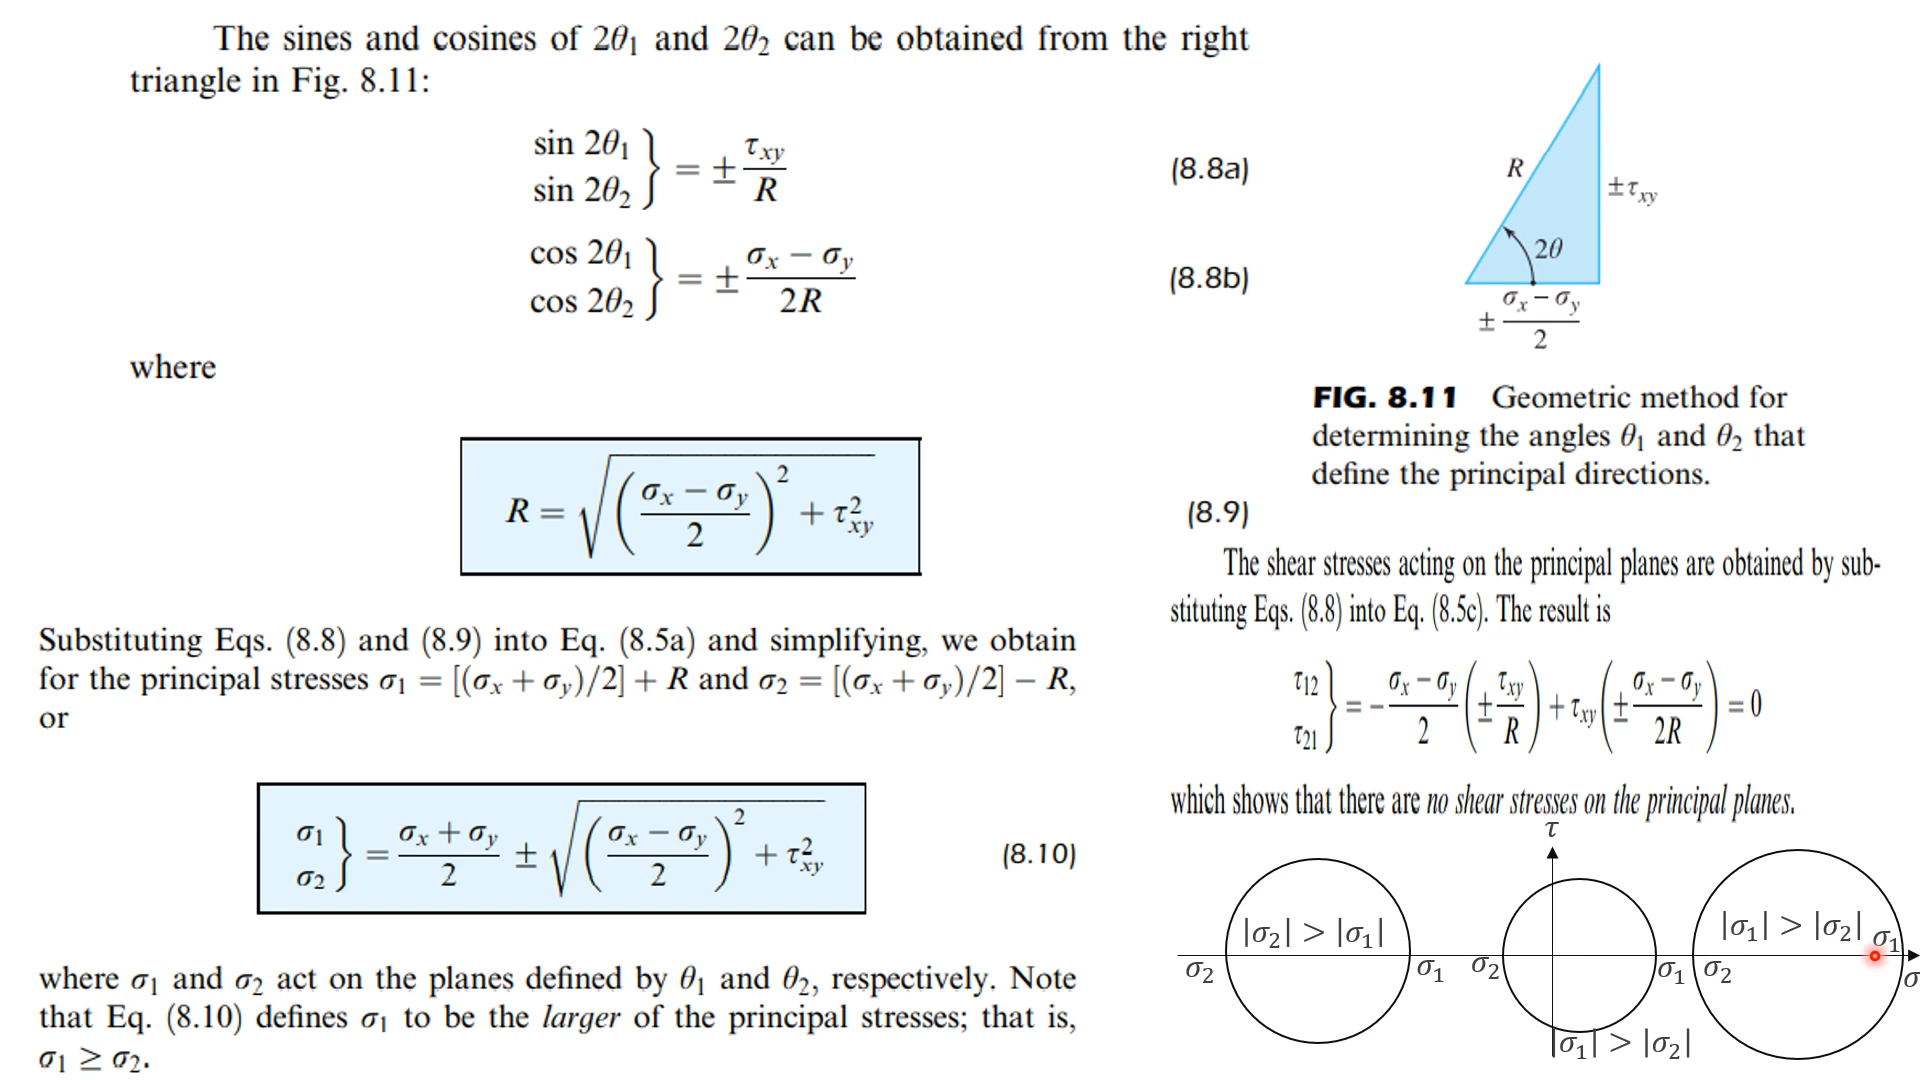 The sines and cosines of 2θ₁ and 2θ₂ can be obtained from the right
triangle in Fig. 8.11:
sin 2θ₁
sin 2θ₂ } = ± τxy / R (8.8a)
cos 2θ₁
cos 2θ₂ } = ± (σx − σy) / 2R (8.8b)
where
R = √( ((σx − σy) / 2)² + τ²xy ) (8.9)
Substituting Eqs. (8.8) and (8.9) into Eq. (8.5a) and simplifying, we obtain
for the principal stresses σ₁ = [(σx + σy)/2] + R and σ₂ = [(σx + σy)/2] − R,
or
σ₁
σ₂ } = (σx + σy) / 2 ± √( ((σx − σy) / 2)² + τ²xy ) (8.10)
where σ₁ and σ₂ act on the planes defined by θ₁ and θ₂, respectively. Note
that Eq. (8.10) defines σ₁ to be the larger of the principal stresses; that is,
σ₁ ≥ σ₂.
R
±τxy
2θ
± (σx − σy) / 2
FIG. 8.11 Geometric method for
determining the angles θ₁ and θ₂ that
define the principal directions.
The shear stresses acting on the principal planes are obtained by sub-
stituting Eqs. (8.8) into Eq. (8.5c). The result is
τ₁₂
τ₂₁ } = − (σx − σy) / 2 (± τxy / R) + τxy (± (σx − σy) / 2R) = 0
which shows that there are no shear stresses on the principal planes.
τ
|σ₂| > |σ₁|
|σ₁| > |σ₂|
σ₂ σ₁ σ₂ σ₁ σ₂ σ₁ σ
|σ₁| > |σ₂|